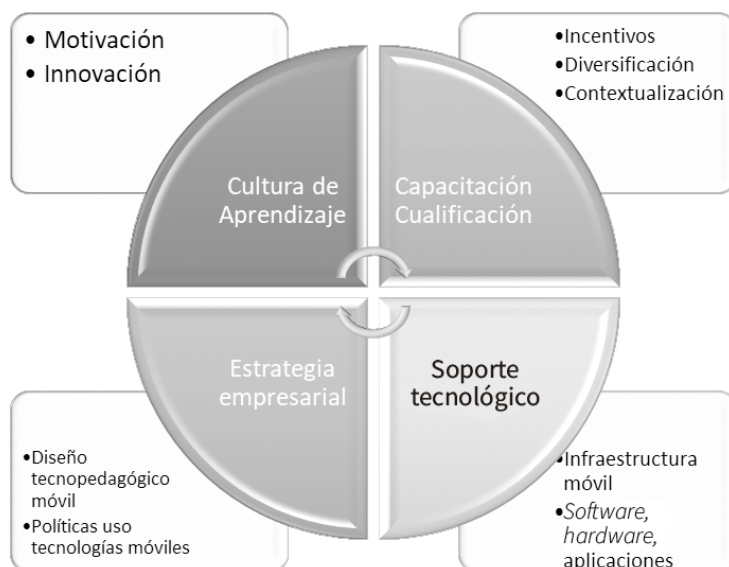 • Motivación
• Innovación
•Incentivos
•Diversificación
•Contextualización
Cultura de
Aprendizaje
Capacitación
Cualificación
Estrategia
empresarial
Soporte
tecnológico
•Diseño
tecnopedagógico
móvil
•Políticas uso
tecnologías móviles
•Infraestructura
móvil
•Software,
hardware,
aplicaciones